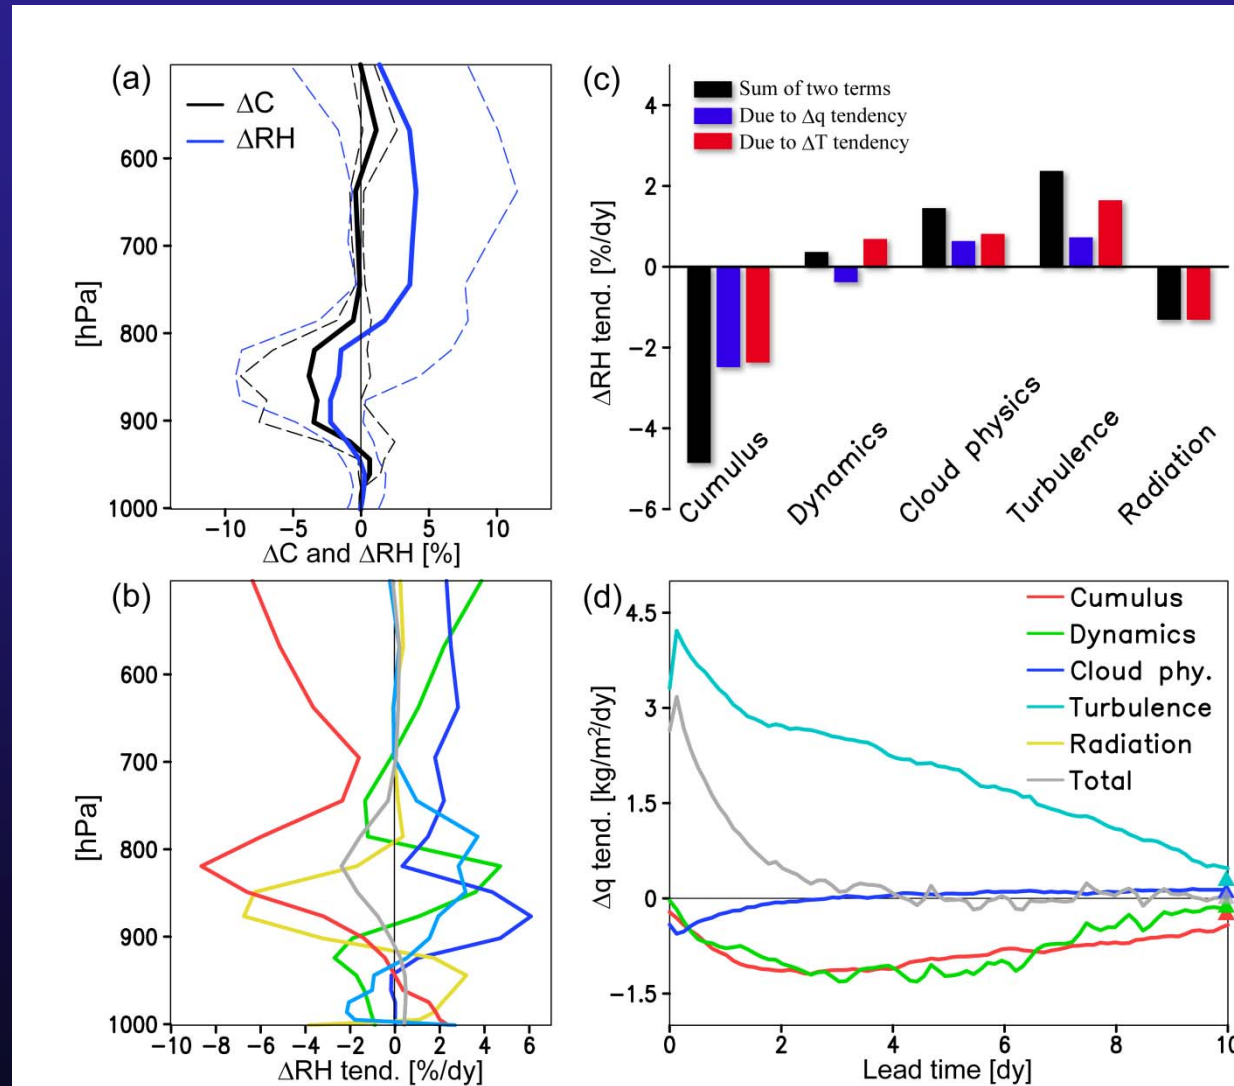 (a)
ΔC
ΔRH
600
700
800
900
1000
[hPa]
−10 −5 0 5 10
ΔC and ΔRH [%]
(c)
Sum of two terms
Due to Δq tendency
Due to ΔT tendency
4
2
0
−2
−4
−6
ΔRH tend. [%/dy]
Cumulus
Dynamics
Cloud physics
Turbulence
Radiation
(b)
600
700
800
900
1000
[hPa]
−10 −8 −6 −4 −2 0 2 4 6
ΔRH tend. [%/dy]
(d)
Cumulus
Dynamics
Cloud phy.
Turbulence
Radiation
Total
4.5
3
1.5
0
−1.5
Δq tend. [kg/m²/dy]
0 2 4 6 8 10
Lead time [dy]